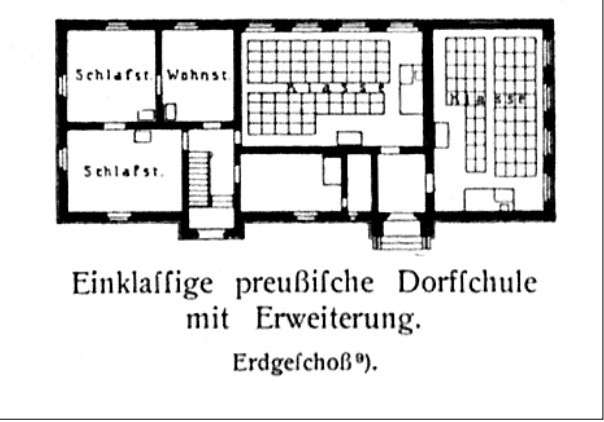 Schlafst. Wohnst. Klasse
Klasse
Schlafst.
Einklaſſige preußiſche Dorfſchule
mit Erweiterung.
Erdgeſchoß⁹).